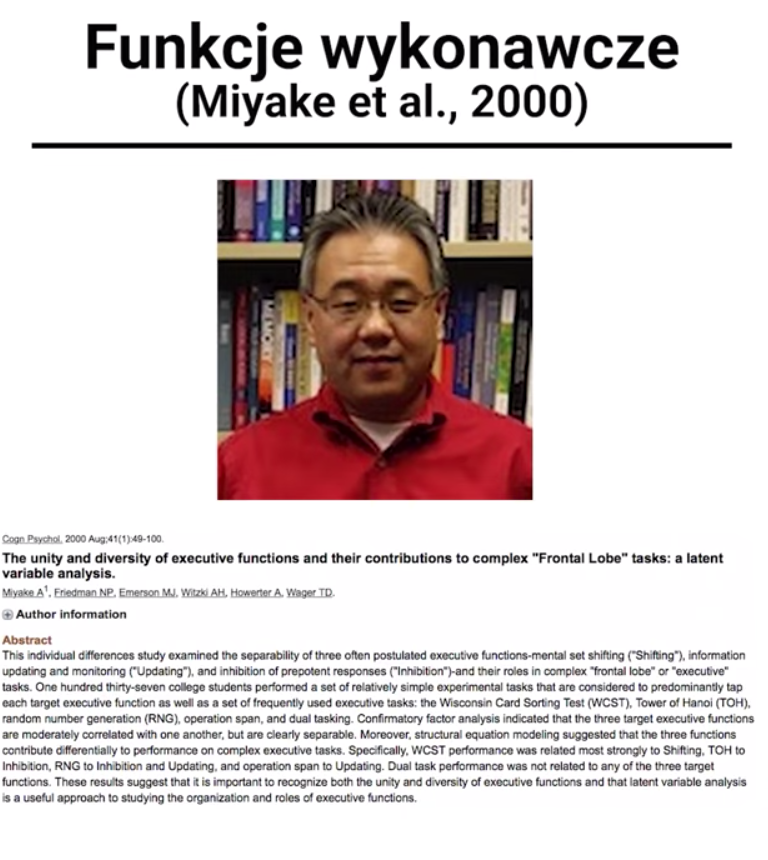 Funkcje wykonawcze
(Miyake et al., 2000)
Cogn Psychol. 2000 Aug;41(1):49-100.
The unity and diversity of executive functions and their contributions to complex "Frontal Lobe" tasks: a latent
variable analysis.
Miyake A1, Friedman NP, Emerson MJ, Witzki AH, Howerter A, Wager TD.
Author information
Abstract
This individual differences study examined the separability of three often postulated executive functions-mental set shifting ("Shifting"), information
updating and monitoring ("Updating"), and inhibition of prepotent responses ("Inhibition")-and their roles in complex "frontal lobe" or "executive"
tasks. One hundred thirty-seven college students performed a set of relatively simple experimental tasks that are considered to predominantly tap
each target executive function as well as a set of frequently used executive tasks: the Wisconsin Card Sorting Test (WCST), Tower of Hanoi (TOH),
random number generation (RNG), operation span, and dual tasking. Confirmatory factor analysis indicated that the three target executive functions
are moderately correlated with one another, but are clearly separable. Moreover, structural equation modeling suggested that the three functions
contribute differentially to performance on complex executive tasks. Specifically, WCST performance was related most strongly to Shifting, TOH to
Inhibition, RNG to Inhibition and Updating, and operation span to Updating. Dual task performance was not related to any of the three target
functions. These results suggest that it is important to recognize both the unity and diversity of executive functions and that latent variable analysis
is a useful approach to studying the organization and roles of executive functions.